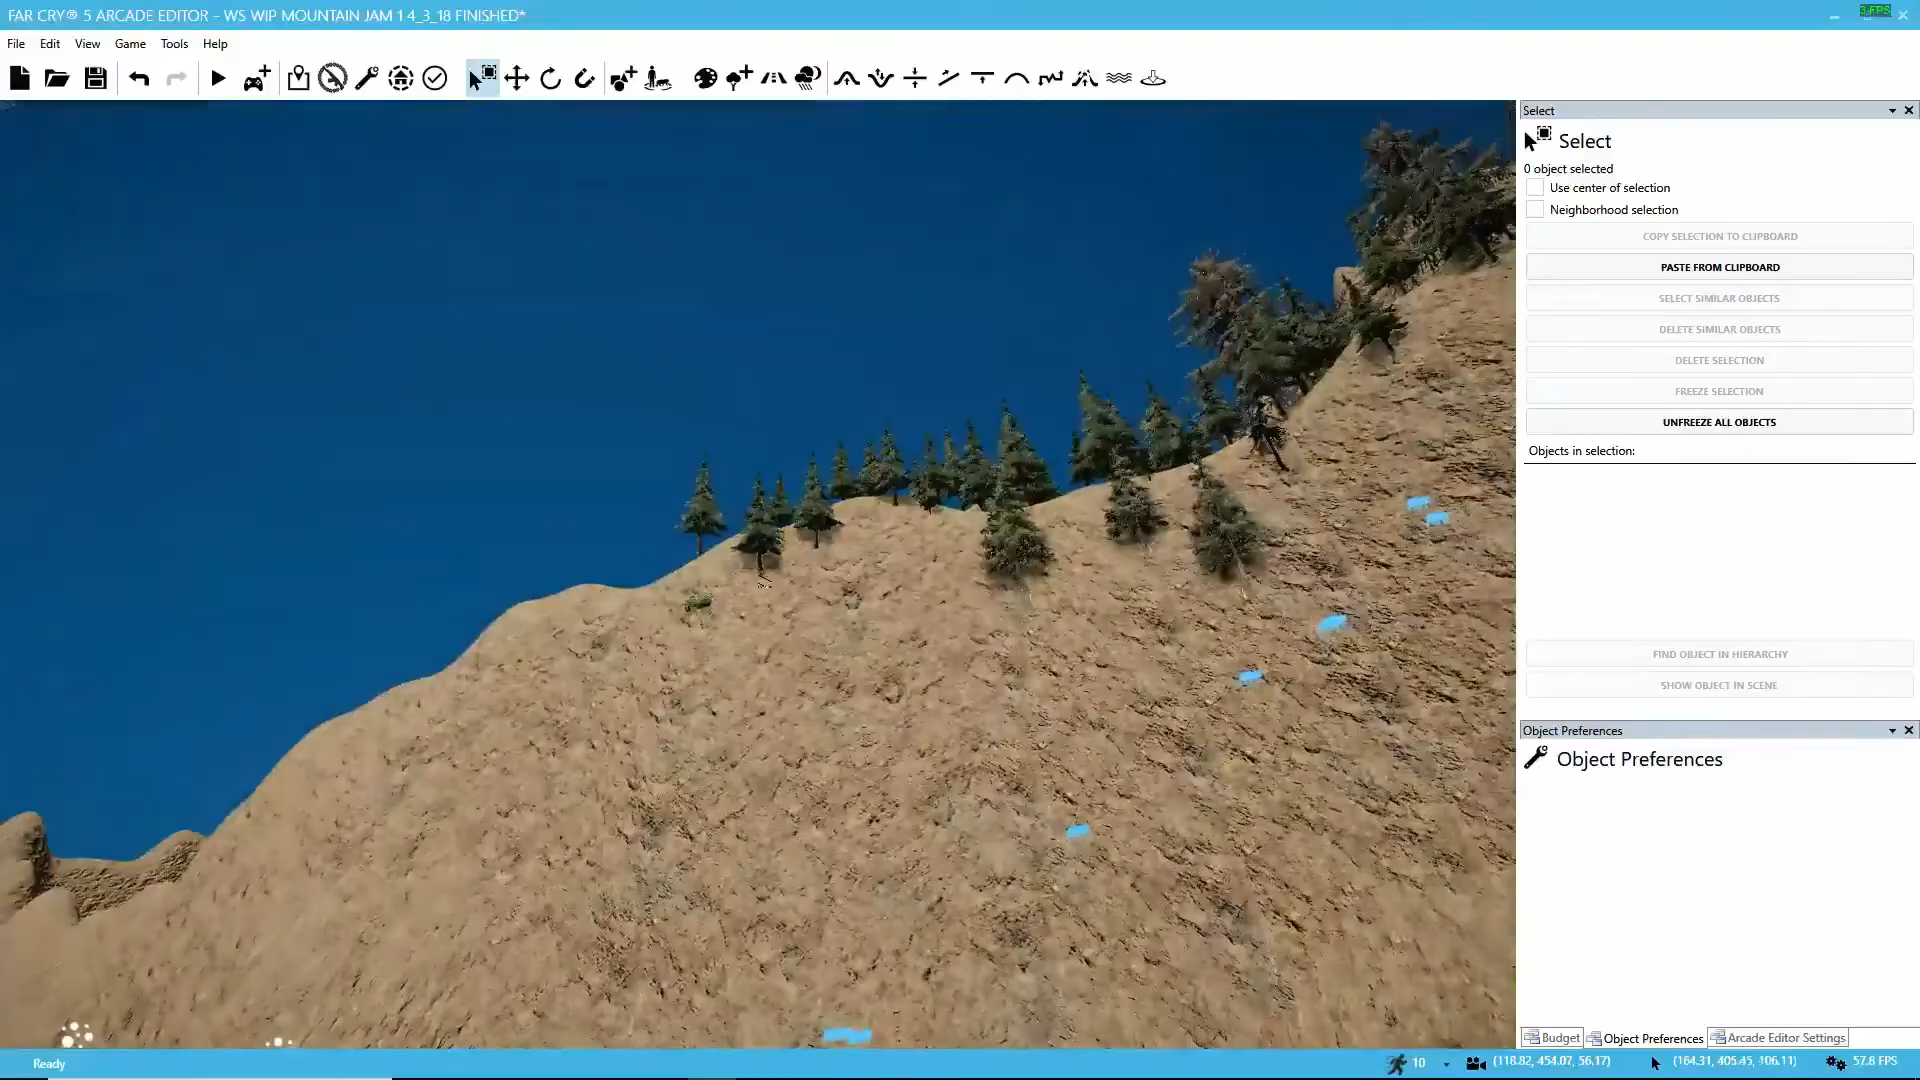 FAR CRY® 5 ARCADE EDITOR - WS WIP MOUNTAIN JAM 1 4_3_18 FINISHED*
3 FPS
File Edit View Game Tools Help
Select
Select
0 object selected
Use center of selection
Neighborhood selection
COPY SELECTION TO CLIPBOARD
PASTE FROM CLIPBOARD
SELECT SIMILAR OBJECTS
DELETE SIMILAR OBJECTS
DELETE SELECTION
FREEZE SELECTION
UNFREEZE ALL OBJECTS
Objects in selection:
FIND OBJECT IN HIERARCHY
SHOW OBJECT IN SCENE
Object Preferences
Object Preferences
Budget Object Preferences Arcade Editor Settings
Ready 10 (118.82, 454.07, 56.17) (164.31, 405.45, 106.11) 57.8 FPS